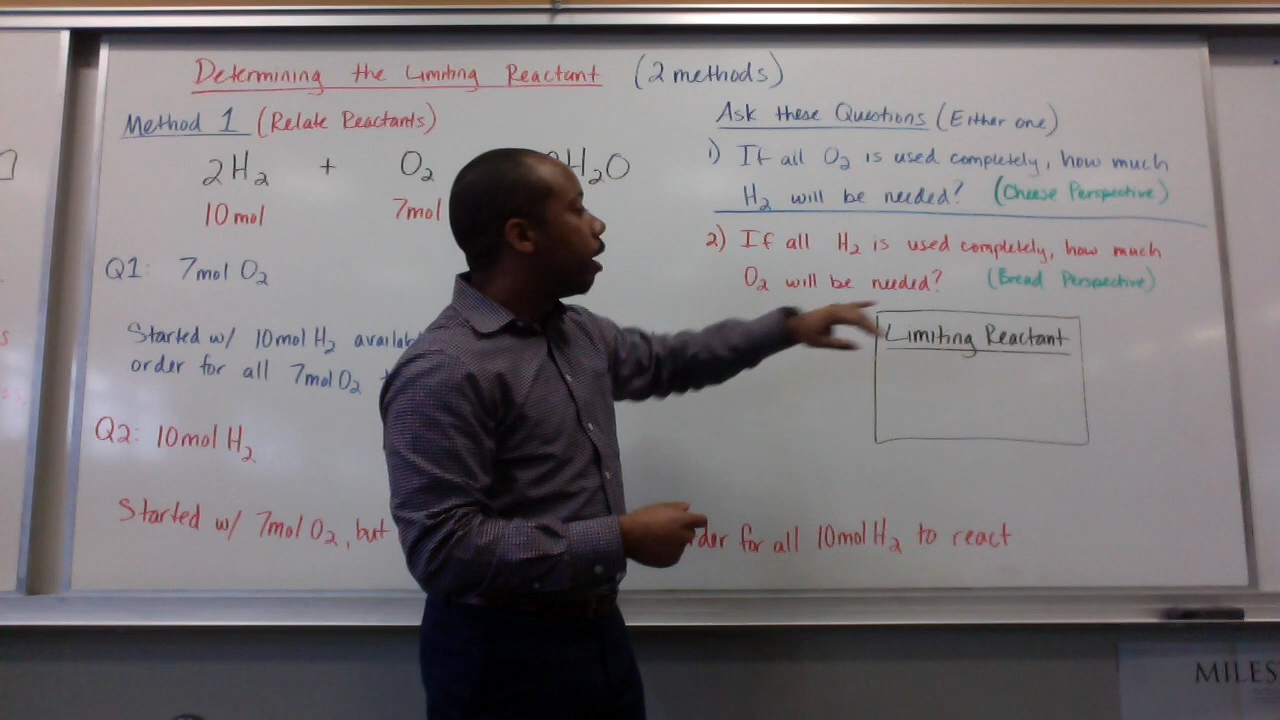 Determining the Limiting Reactant (2 methods)
Method 1 (Relate Reactants)
2H₂ + O₂ H₂O
10 mol 7mol
Q1: 7mol O₂
Started w/ 10mol H₂
order for all 7mol O₂
Q2: 10mol H₂
Started w/ 7mol O₂, but
for all 10mol H₂ to react
Ask these Questions (Either one)
1) If all O₂ is used completely, how much
H₂ will be needed? (Cheese Perspective)
2) If all H₂ is used completely, how much
O₂ will be needed? (Bread Perspective)
Limiting Reactant
MILES